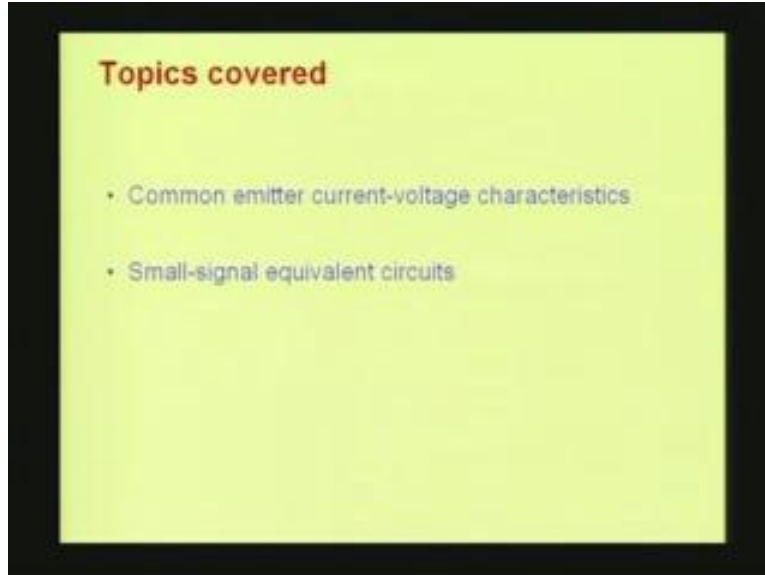 Topics covered
• Common emitter current-voltage characteristics
• Small-signal equivalent circuits